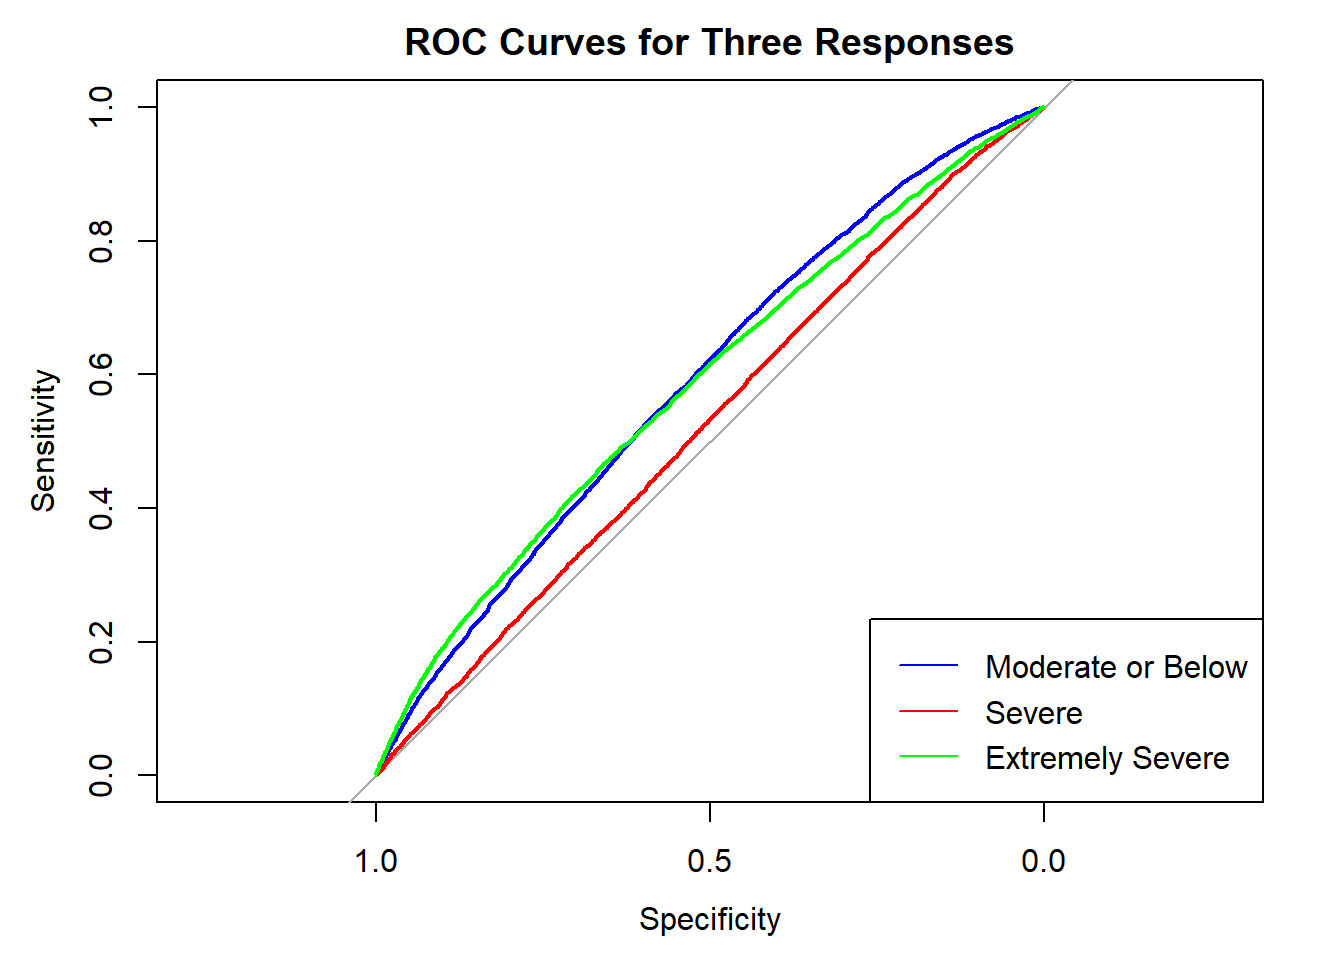 ROC Curves for Three Responses
Sensitivity
1.0
0.8
0.6
0.4
0.2
0.0
Moderate or Below
Severe
Extremely Severe
1.0 0.5 0.0
Specificity